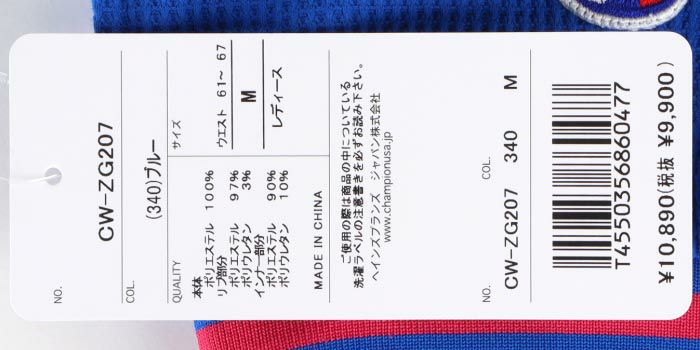 NO.
CW-ZG207
COL.
(340)ブルー
サイズ
ウエスト 61～ 67
M
レディース
QUALITY
本体
ポリエステル 100%
リブ部分
ポリエステル 97%
ポリウレタン 3%
インナー部分
ポリエステル 90%
ポリウレタン 10%
MADE IN CHINA
ご使用の際は商品の中についている
洗濯ラベルの注意書きを必ずお読み下さい。
ヘインズブランズ ジャパン株式会社
www.championusa.jp
NO.
COL.
CW-ZG207 340 M
T4550356860477
¥10,890(税抜 ¥9,900)